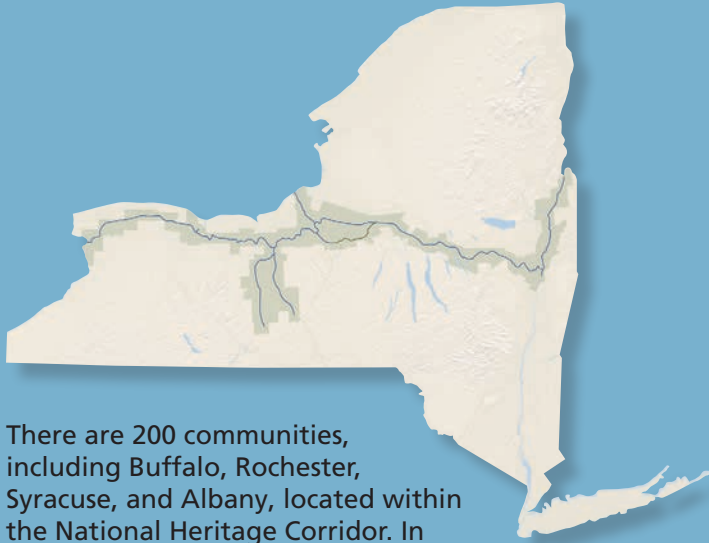 There are 200 communities,
including Buffalo, Rochester,
Syracuse, and Albany, located within
the National Heritage Corridor. In